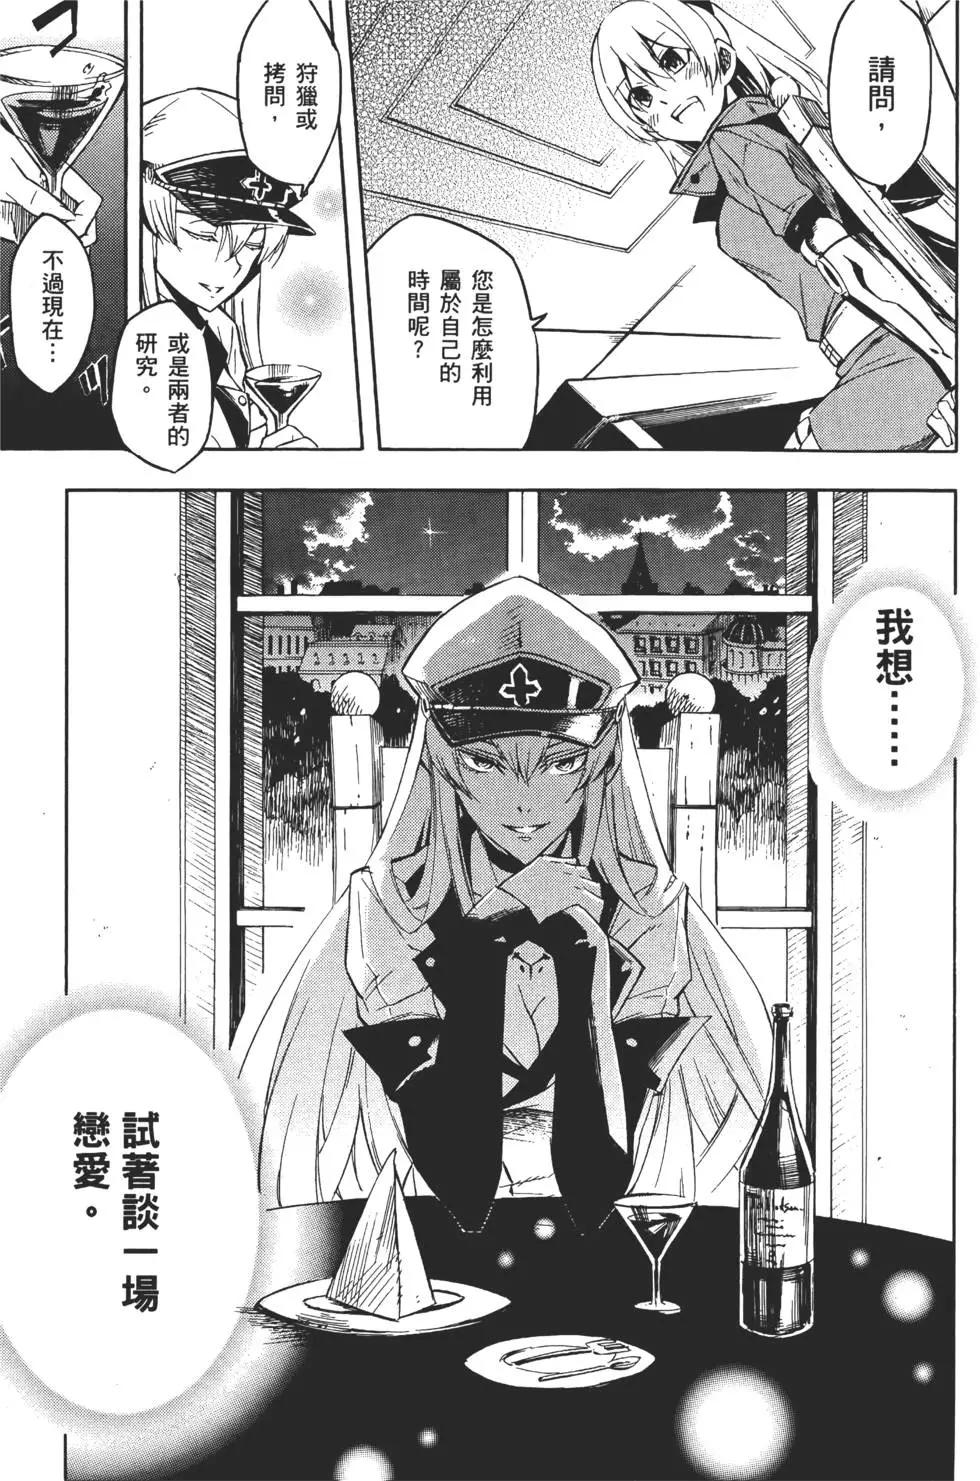 請問，
您是怎麼利用
屬於自己的
時間呢？
狩獵或
拷問，
或是兩者的
研究。
不過現在…
我想……
試著談一場
戀愛。